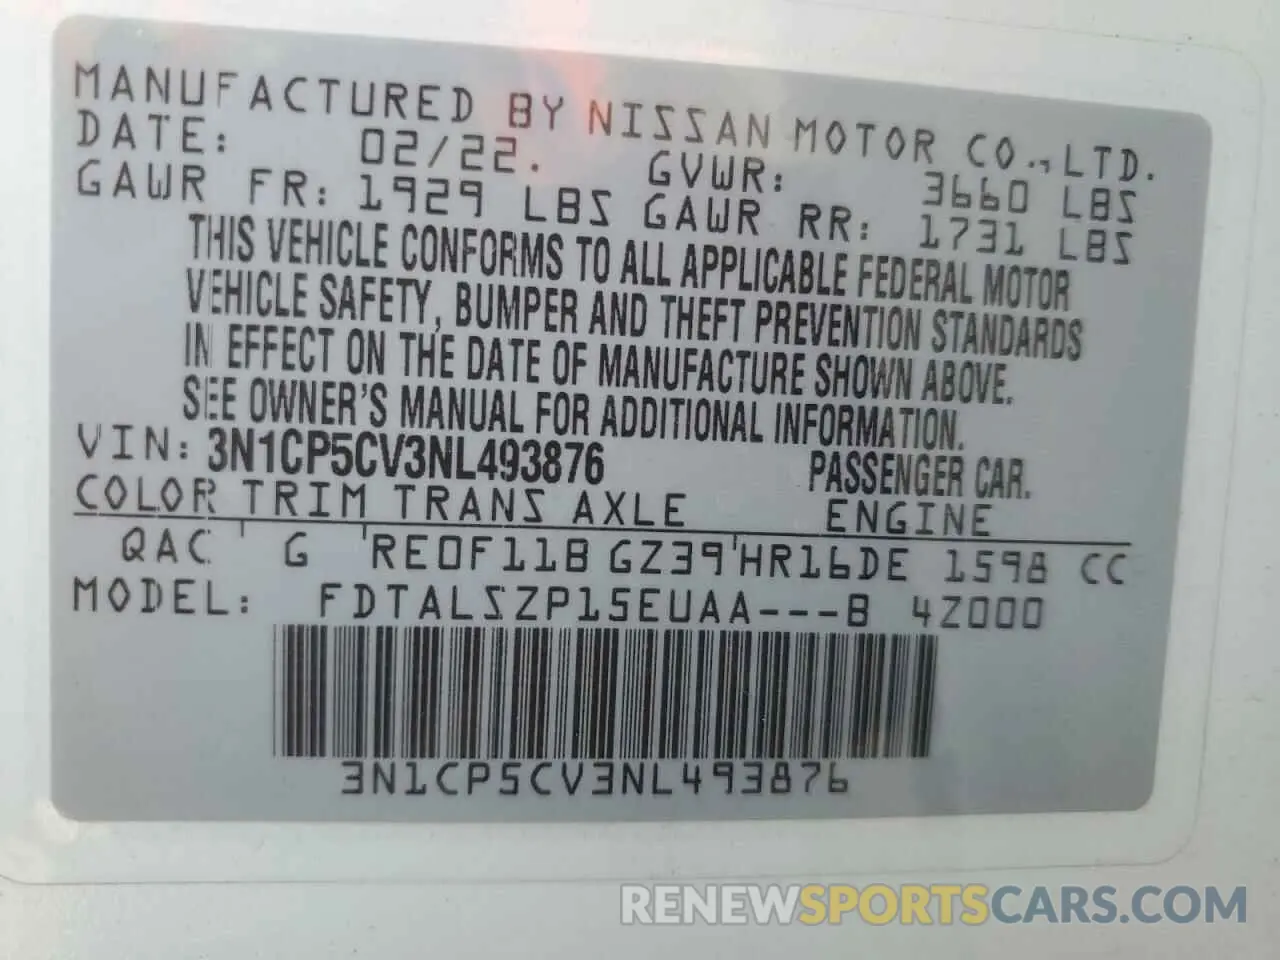 MANUFACTURED BY NISSAN MOTOR CO., LTD.
DATE: 02/22. GVWR: 3660 LBS
GAWR FR: 1929 LBS GAWR RR: 1731 LBS
THIS VEHICLE CONFORMS TO ALL APPLICABLE FEDERAL MOTOR
VEHICLE SAFETY, BUMPER AND THEFT PREVENTION STANDARDS
IN EFFECT ON THE DATE OF MANUFACTURE SHOWN ABOVE.
SEE OWNER'S MANUAL FOR ADDITIONAL INFORMATION.
VIN: 3N1CP5CV3NL493876 PASSENGER CAR.
COLOR TRIM TRANS AXLE ENGINE
QAC ' G 'RE0F11B GZ39'HR16DE 1598 CC
MODEL: FDTALSZP15EUAA---B 4Z000
3N1CP5CV3NL493876
RENEWSPORTSCARS.COM